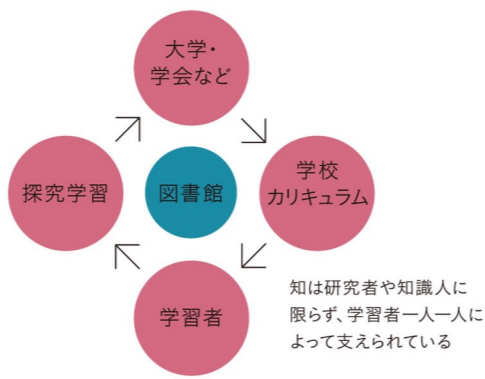 大学・
学会など
探究学習
図書館
学校
カリキュラム
学習者
知は研究者や知識人に
限らず、学習者一人一人に
よって支えられている